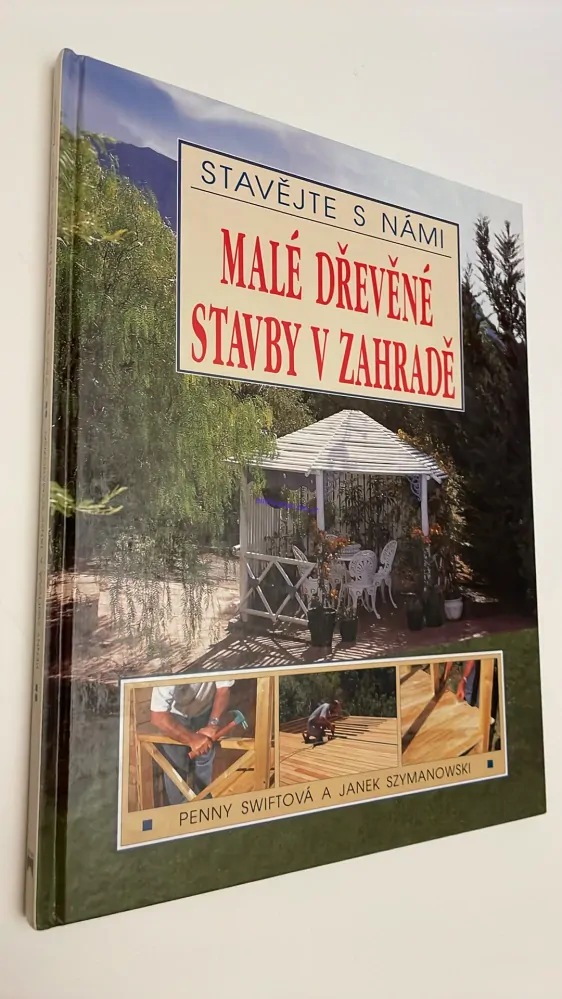 STAVĚJTE S NÁMI
MALÉ DŘEVĚNÉ
STAVBY V ZAHRADĚ
PENNY SWIFTOVÁ A JANEK SZYMANOWSKI